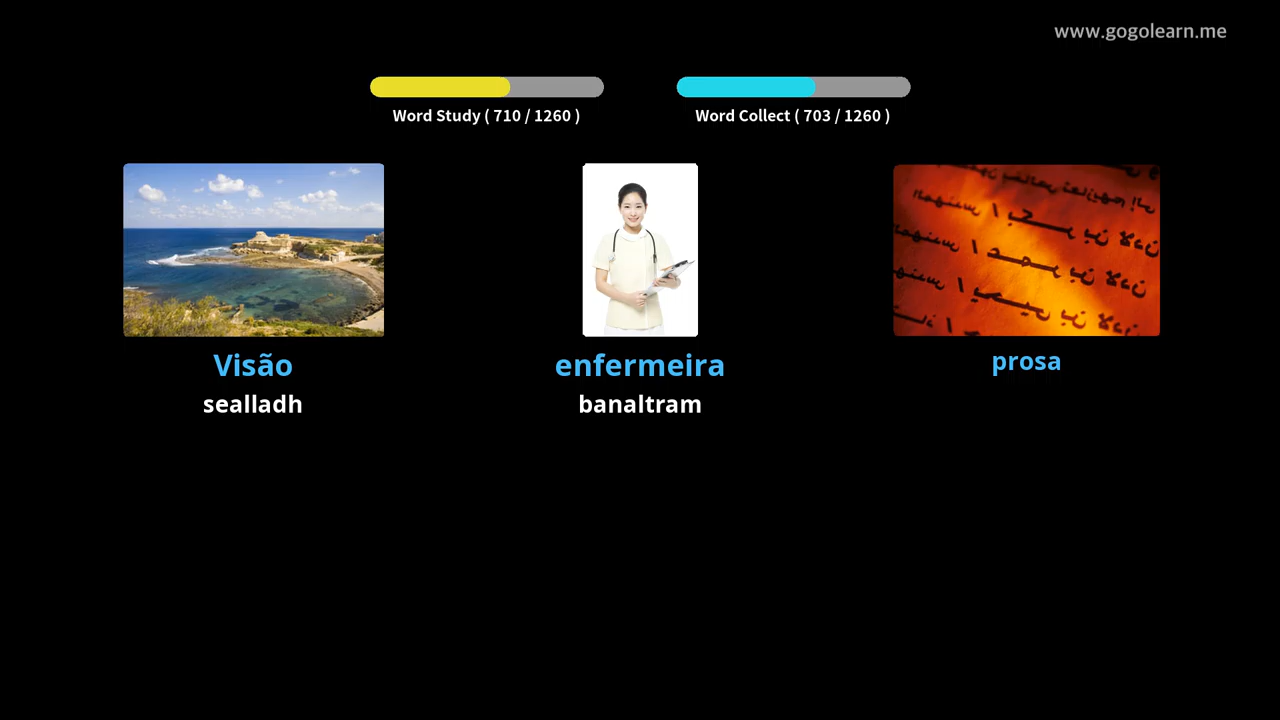 www.gogolearn.me
Word Study ( 710 / 1260 )
Word Collect ( 703 / 1260 )
Visão
sealladh
enfermeira
banaltram
prosa